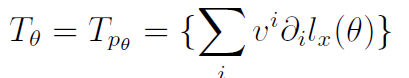 T_θ = T_{p_θ} = {∑_i v^i ∂_i l_x(θ)}